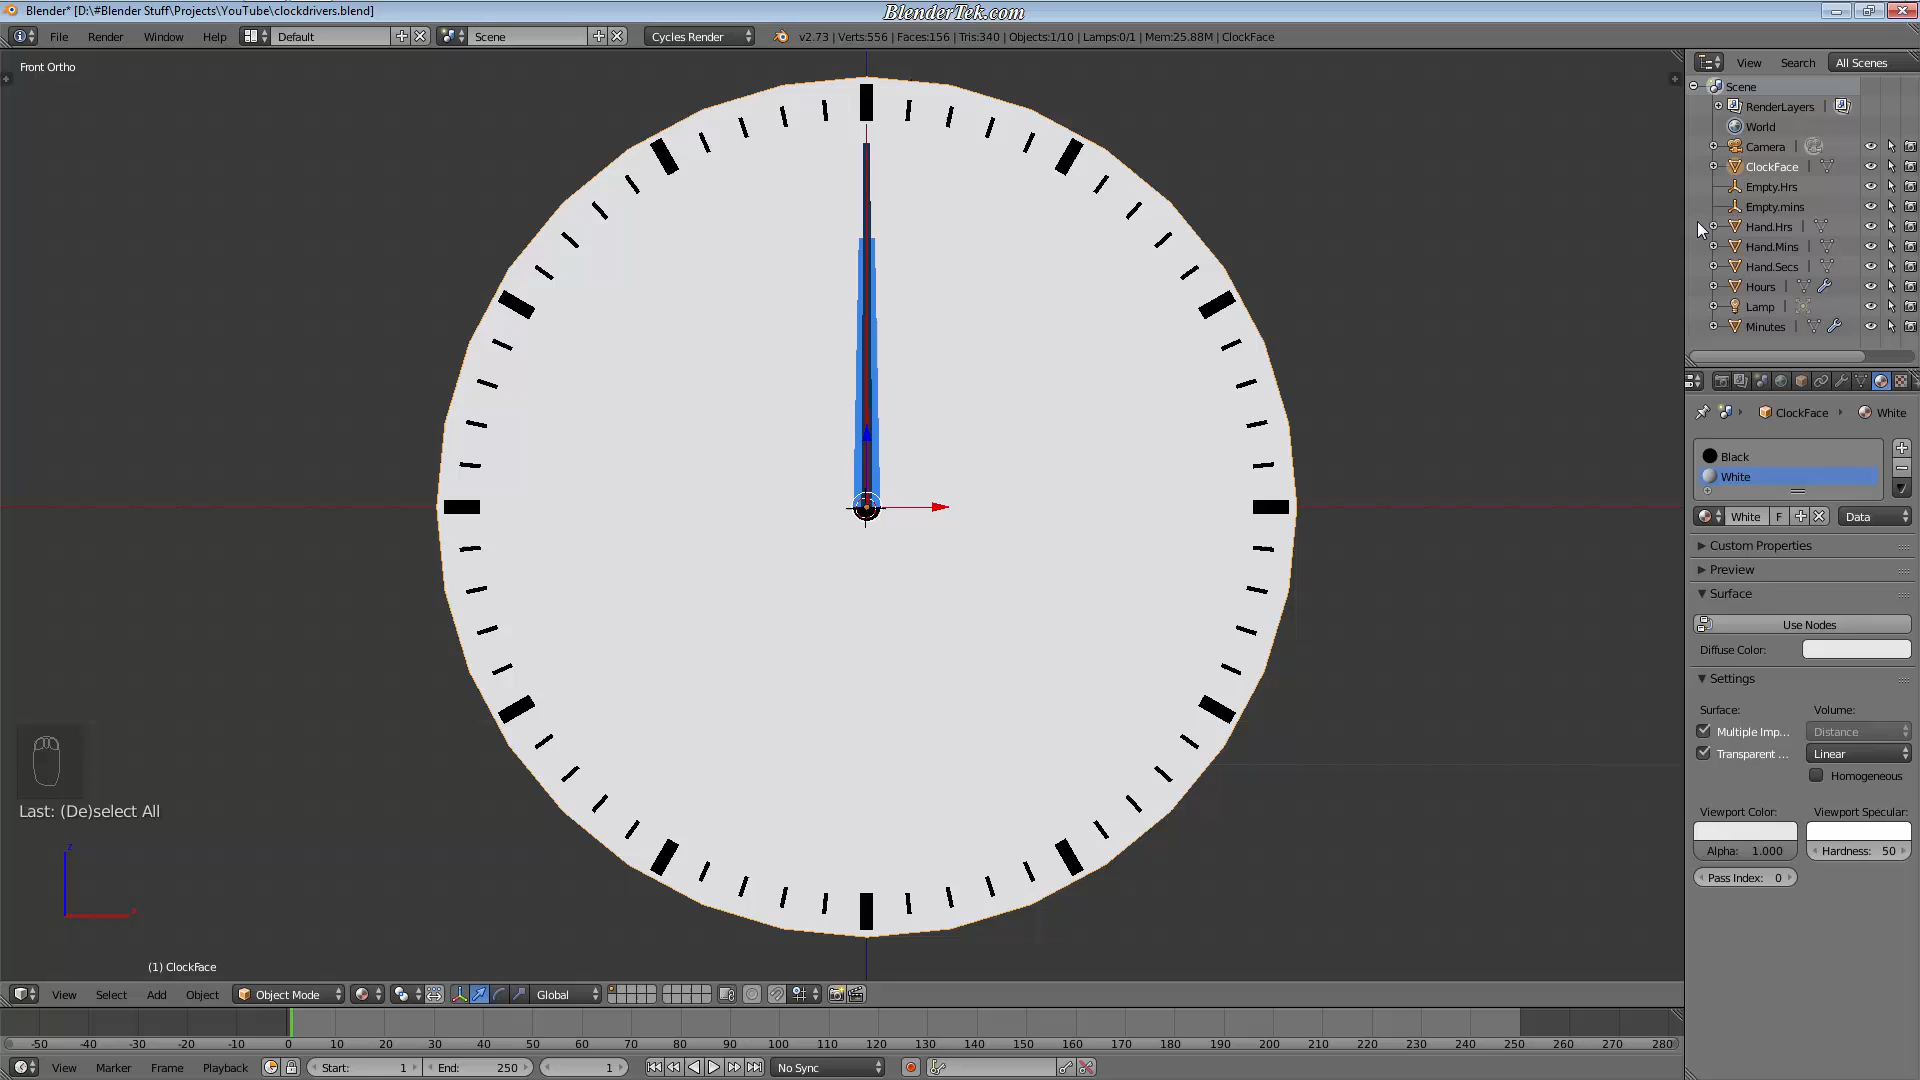 Blender* [D:\#Blender Stuff\Projects\YouTube\clockdrivers.blend]
BlenderTek.com
File Render Window Help Default Scene Cycles Render v2.73 | Verts:556 | Faces:156 | Tris:340 | Objects:1/10 | Lamps:0/1 | Mem:25.88M | ClockFace
Front Ortho
View Search All Scenes
Scene
RenderLayers
World
Camera
ClockFace
Empty.Hrs
Empty.mins
Hand.Hrs
Hand.Mins
Hand.Secs
Hours
Lamp
Minutes
ClockFace White
Black
White
White F Data
Custom Properties
Preview
Surface
Use Nodes
Diffuse Color:
Settings
Surface: Volume:
Multiple Imp... Distance
Transparent ... Linear
Homogeneous
Viewport Color: Viewport Specular:
Alpha: 1.000 Hardness: 50
Pass Index: 0
Last: (De)select All
z
x
(1) ClockFace
View Select Add Object Object Mode Global
-50 -40 -30 -20 -10 0 10 20 30 40 50 60 70 80 90 100 110 120 130 140 150 160 170 180 190 200 210 220 230 240 250 260 270 280
View Marker Frame Playback Start: 1 End: 250 1 No Sync